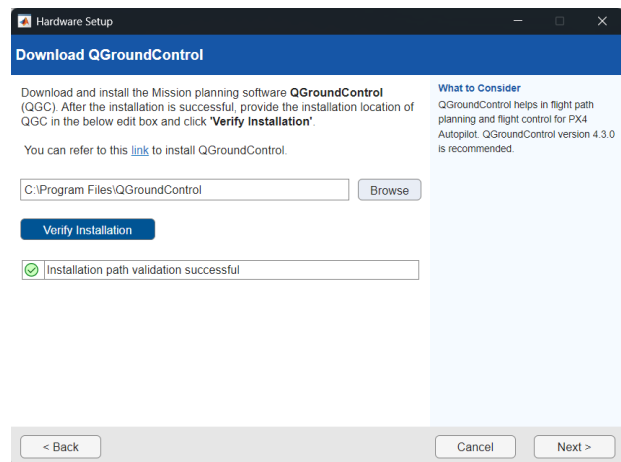 Hardware Setup
Download QGroundControl
Download and install the Mission planning software QGroundControl
(QGC). After the installation is successful, provide the installation location of
QGC in the below edit box and click 'Verify Installation'.
You can refer to this link to install QGroundControl.
C:\Program Files\QGroundControl
Browse
Verify Installation
Installation path validation successful
What to Consider
QGroundControl helps in flight path
planning and flight control for PX4
Autopilot. QGroundControl version 4.3.0
is recommended.
< Back
Cancel
Next >